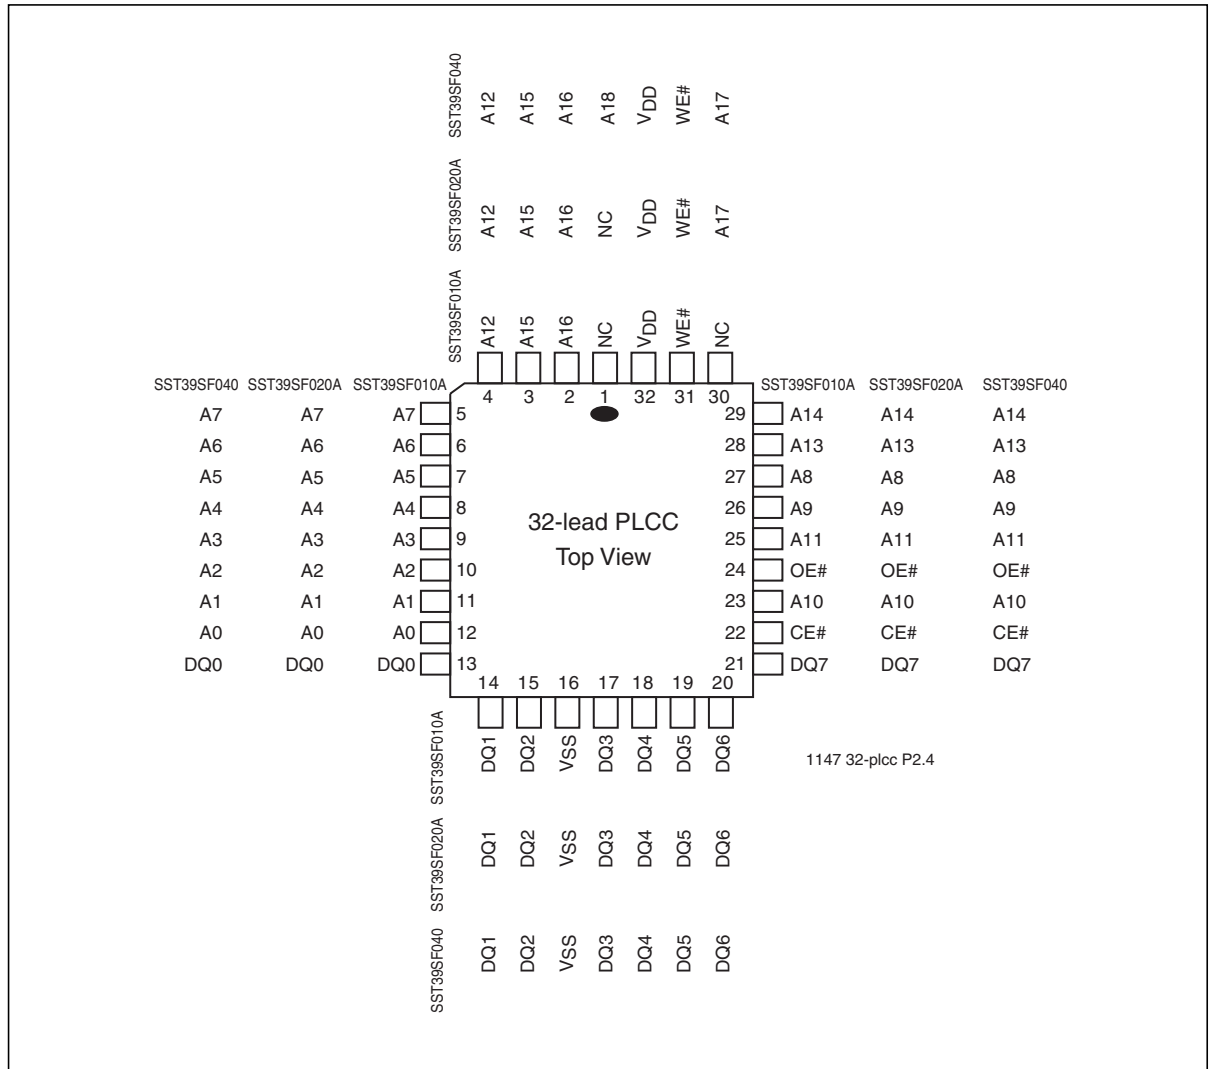 SST39SF040 A12 A15 A16 A18 VDD WE# A17
SST39SF020A A12 A15 A16 NC VDD WE# A17
SST39SF010A A12 A15 A16 NC VDD WE# NC
4 3 2 1 32 31 30
SST39SF040 SST39SF020A SST39SF010A SST39SF010A SST39SF020A SST39SF040
A7 A7 A7 5 29 A14 A14 A14
A6 A6 A6 6 28 A13 A13 A13
A5 A5 A5 7 27 A8 A8 A8
A4 A4 A4 8 26 A9 A9 A9
A3 A3 A3 9 25 A11 A11 A11
A2 A2 A2 10 24 OE# OE# OE#
A1 A1 A1 11 23 A10 A10 A10
A0 A0 A0 12 22 CE# CE# CE#
DQ0 DQ0 DQ0 13 21 DQ7 DQ7 DQ7
32-lead PLCC
Top View
14 15 16 17 18 19 20
SST39SF010A DQ1 DQ2 VSS DQ3 DQ4 DQ5 DQ6
1147 32-plcc P2.4
SST39SF020A DQ1 DQ2 VSS DQ3 DQ4 DQ5 DQ6
SST39SF040 DQ1 DQ2 VSS DQ3 DQ4 DQ5 DQ6